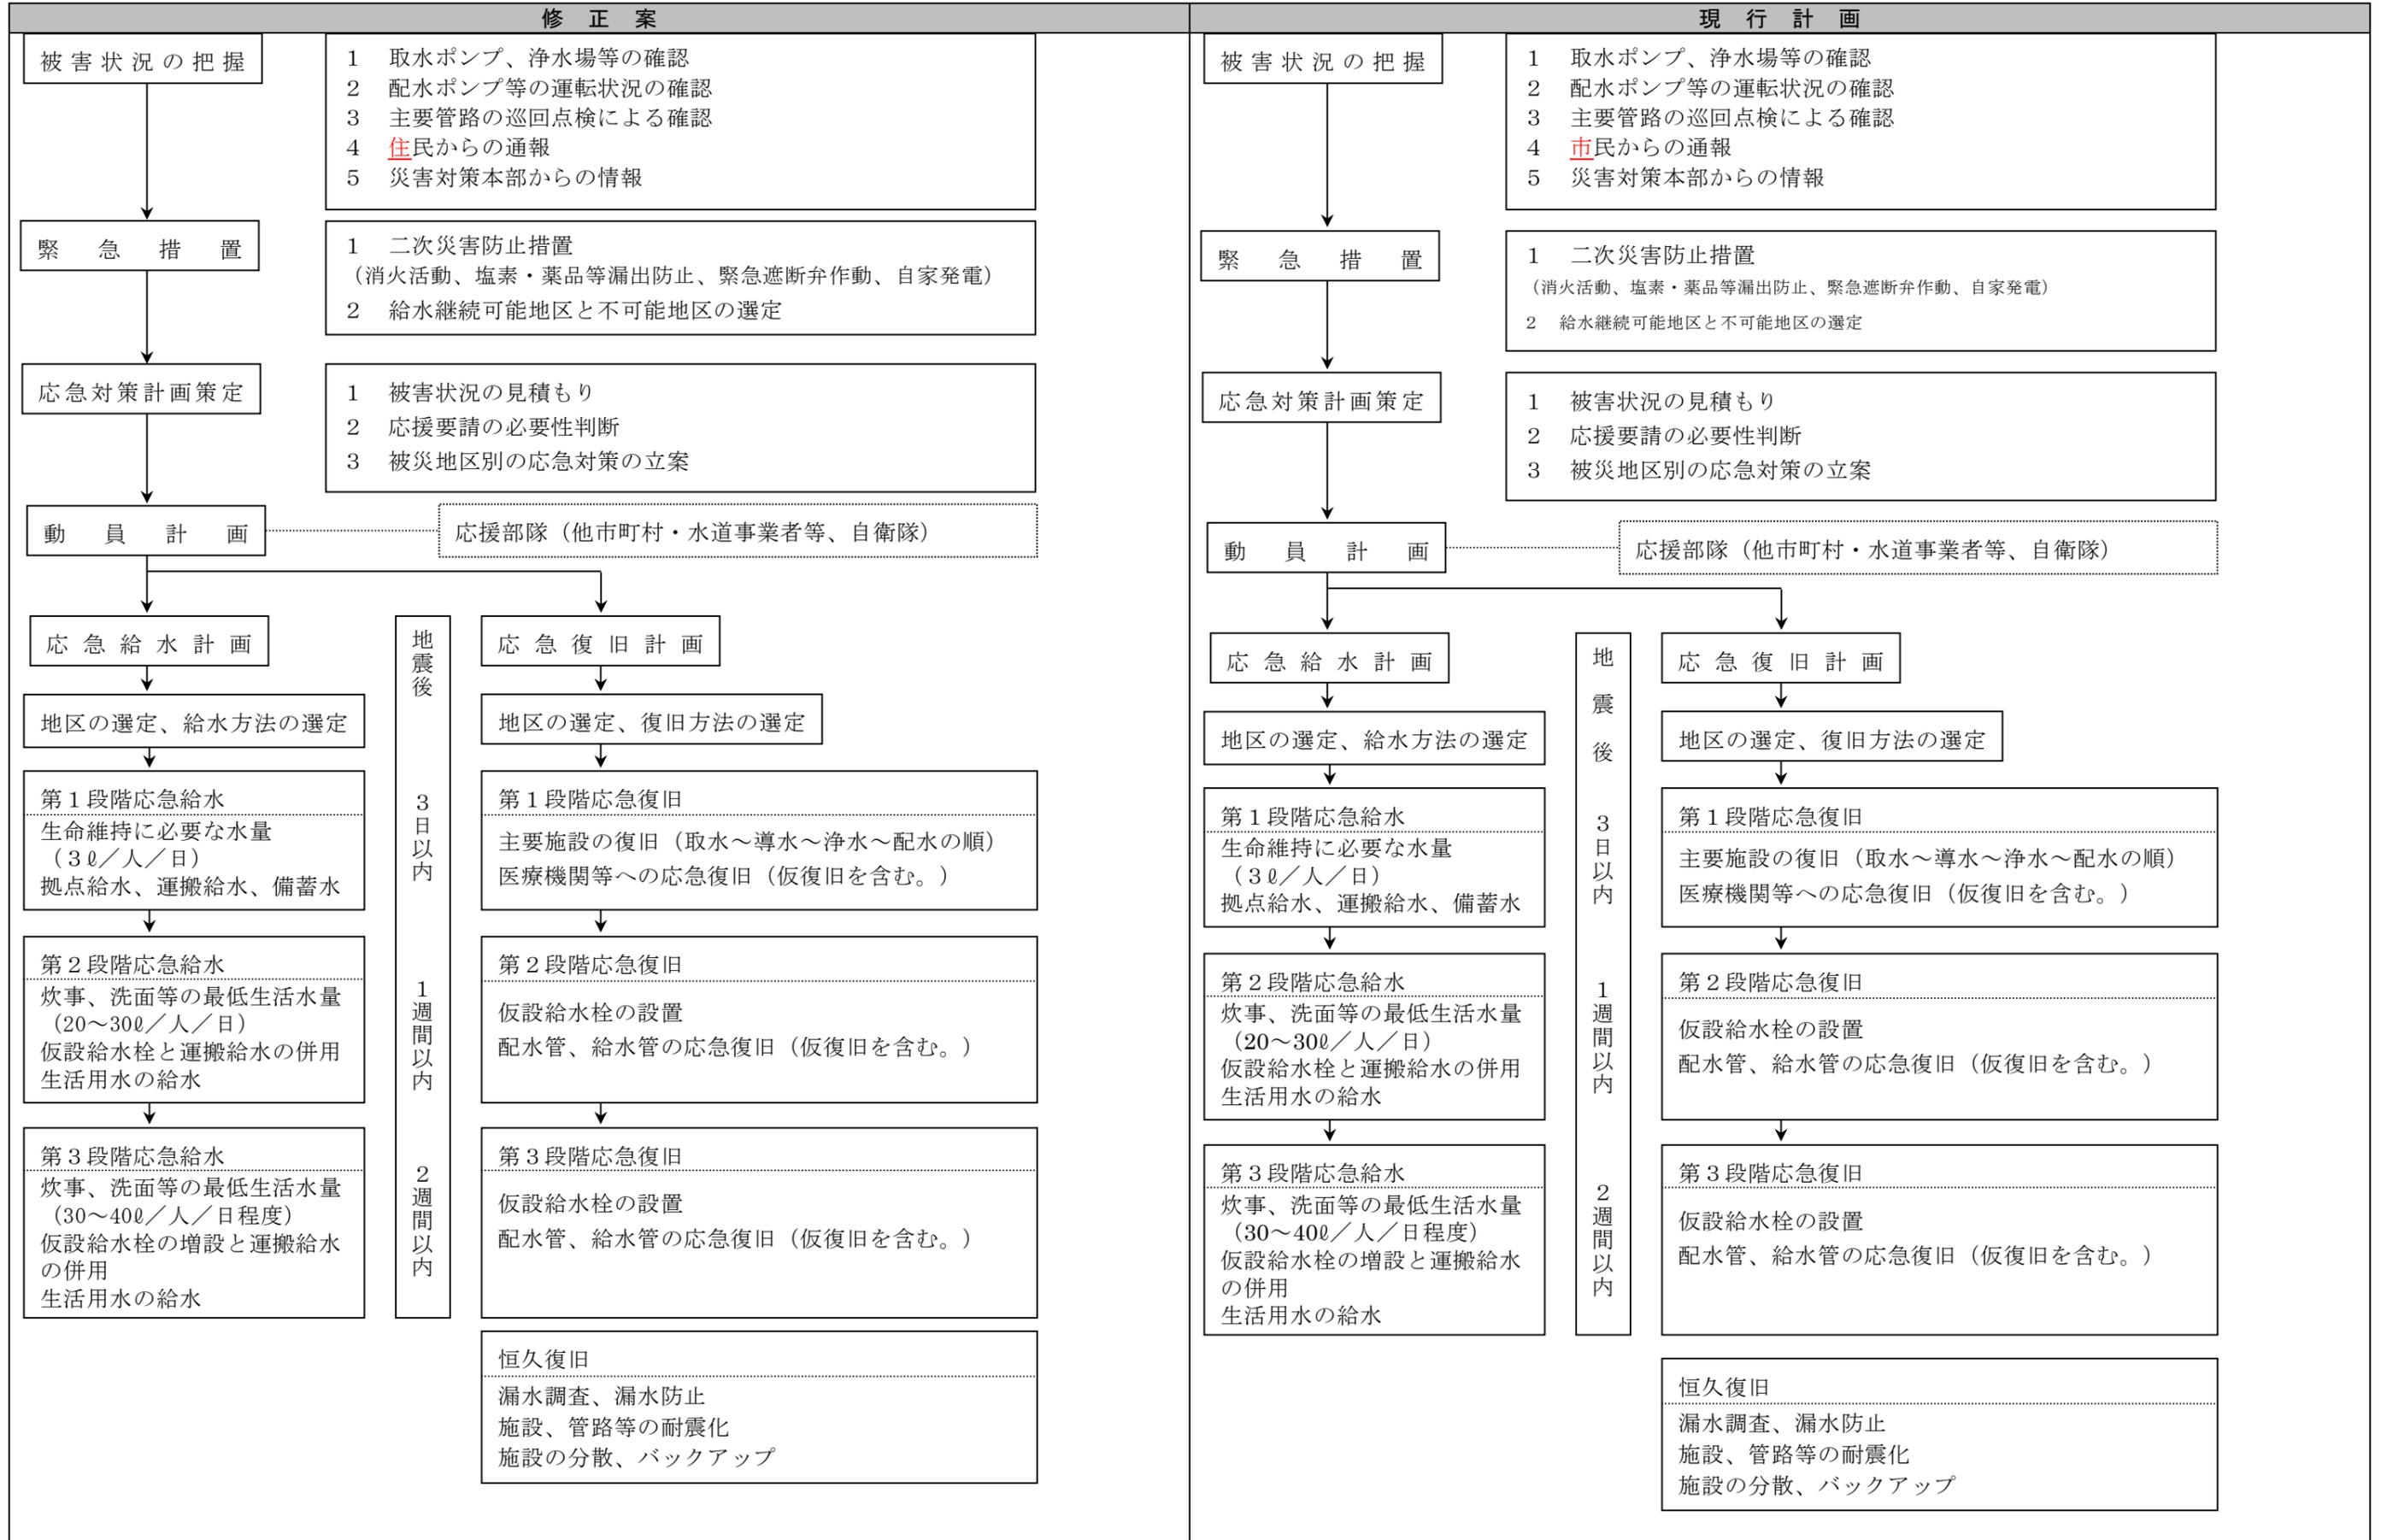 修正案
被害状況の把握
1 取水ポンプ、浄水場等の確認
2 配水ポンプ等の運転状況の確認
3 主要管路の巡回点検による確認
4 住民からの通報
5 災害対策本部からの情報
緊急措置
1 二次災害防止措置
（消火活動、塩素・薬品等漏出防止、緊急遮断弁作動、自家発電）
2 給水継続可能地区と不可能地区の選定
応急対策計画策定
1 被害状況の見積もり
2 応援要請の必要性判断
3 被災地区別の応急対策の立案
動員計画
応援部隊（他市町村・水道事業者等、自衛隊）
応急給水計画
地区の選定、給水方法の選定
第１段階応急給水
生命維持に必要な水量
（３ℓ／人／日）
拠点給水、運搬給水、備蓄水
第２段階応急給水
炊事、洗面等の最低生活水量
（20～30ℓ／人／日）
仮設給水栓と運搬給水の併用
生活用水の給水
第３段階応急給水
炊事、洗面等の最低生活水量
（30～40ℓ／人／日程度）
仮設給水栓の増設と運搬給水
の併用
生活用水の給水
地震後
３日以内
１週間以内
２週間以内
応急復旧計画
地区の選定、復旧方法の選定
第１段階応急復旧
主要施設の復旧（取水～導水～浄水～配水の順）
医療機関等への応急復旧（仮復旧を含む。）
第２段階応急復旧
仮設給水栓の設置
配水管、給水管の応急復旧（仮復旧を含む。）
第３段階応急復旧
仮設給水栓の設置
配水管、給水管の応急復旧（仮復旧を含む。）
恒久復旧
漏水調査、漏水防止
施設、管路等の耐震化
施設の分散、バックアップ
現行計画
被害状況の把握
1 取水ポンプ、浄水場等の確認
2 配水ポンプ等の運転状況の確認
3 主要管路の巡回点検による確認
4 市民からの通報
5 災害対策本部からの情報
緊急措置
1 二次災害防止措置
（消火活動、塩素・薬品等漏出防止、緊急遮断弁作動、自家発電）
2 給水継続可能地区と不可能地区の選定
応急対策計画策定
1 被害状況の見積もり
2 応援要請の必要性判断
3 被災地区別の応急対策の立案
動員計画
応援部隊（他市町村・水道事業者等、自衛隊）
応急給水計画
地区の選定、給水方法の選定
第１段階応急給水
生命維持に必要な水量
（３ℓ／人／日）
拠点給水、運搬給水、備蓄水
第２段階応急給水
炊事、洗面等の最低生活水量
（20～30ℓ／人／日）
仮設給水栓と運搬給水の併用
生活用水の給水
第３段階応急給水
炊事、洗面等の最低生活水量
（30～40ℓ／人／日程度）
仮設給水栓の増設と運搬給水
の併用
生活用水の給水
地震後
３日以内
１週間以内
２週間以内
応急復旧計画
地区の選定、復旧方法の選定
第１段階応急復旧
主要施設の復旧（取水～導水～浄水～配水の順）
医療機関等への応急復旧（仮復旧を含む。）
第２段階応急復旧
仮設給水栓の設置
配水管、給水管の応急復旧（仮復旧を含む。）
第３段階応急復旧
仮設給水栓の設置
配水管、給水管の応急復旧（仮復旧を含む。）
恒久復旧
漏水調査、漏水防止
施設、管路等の耐震化
施設の分散、バックアップ